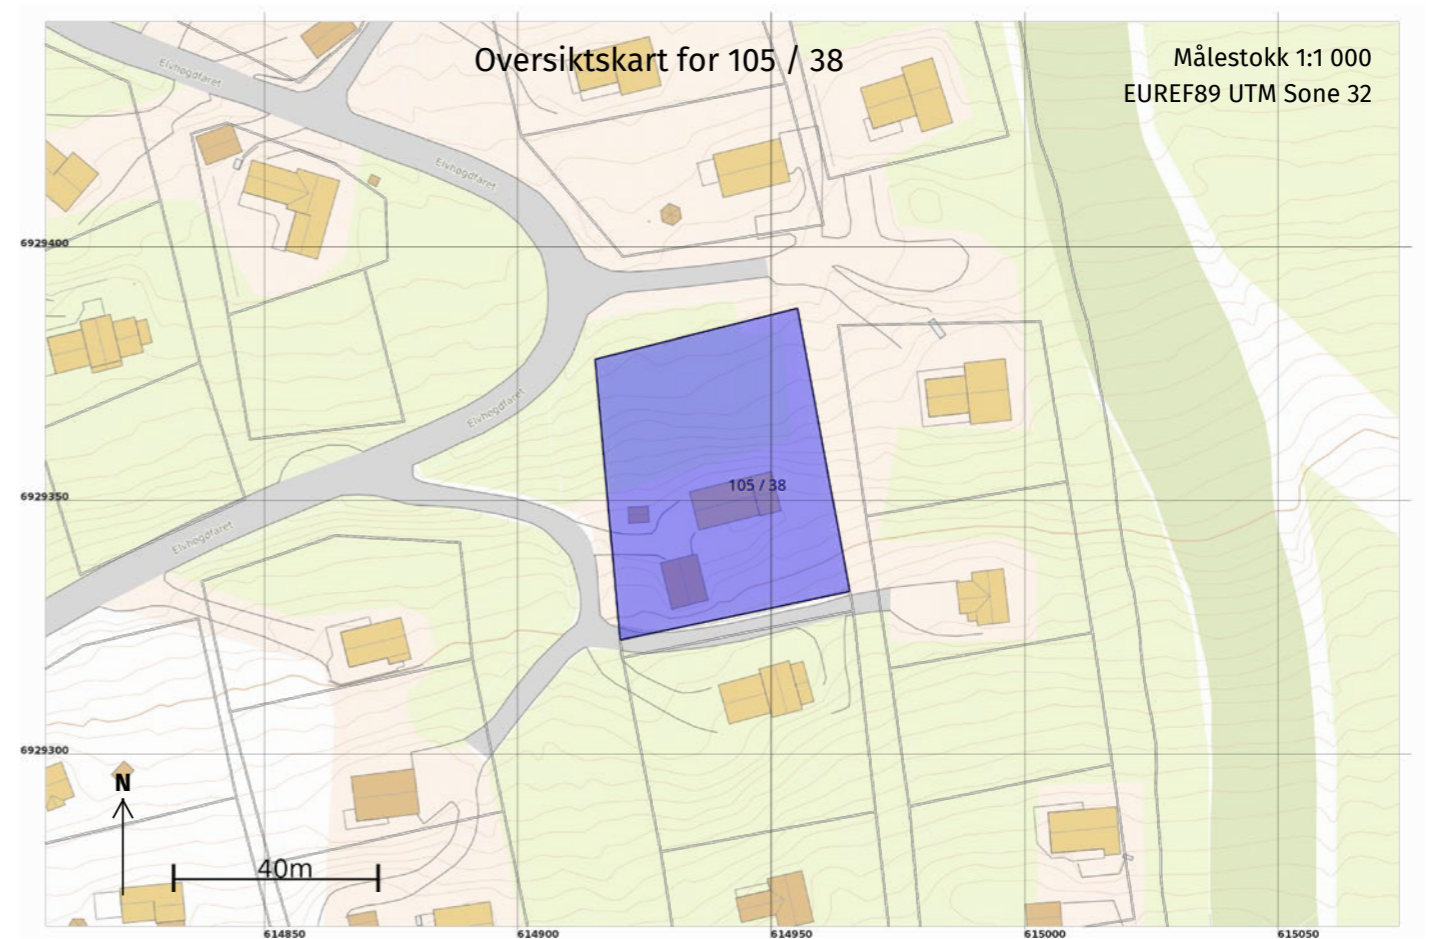 Oversiktskart for 105 / 38
Målestokk 1:1 000
EUREF89 UTM Sone 32
Elvhøgdfaret
Elvhøgdfaret
6929400
Elvhøgdfaret
105 / 38
6929350
Elvhøgdfaret
6929300
N
40m
614850
614900
614950
615000
615050